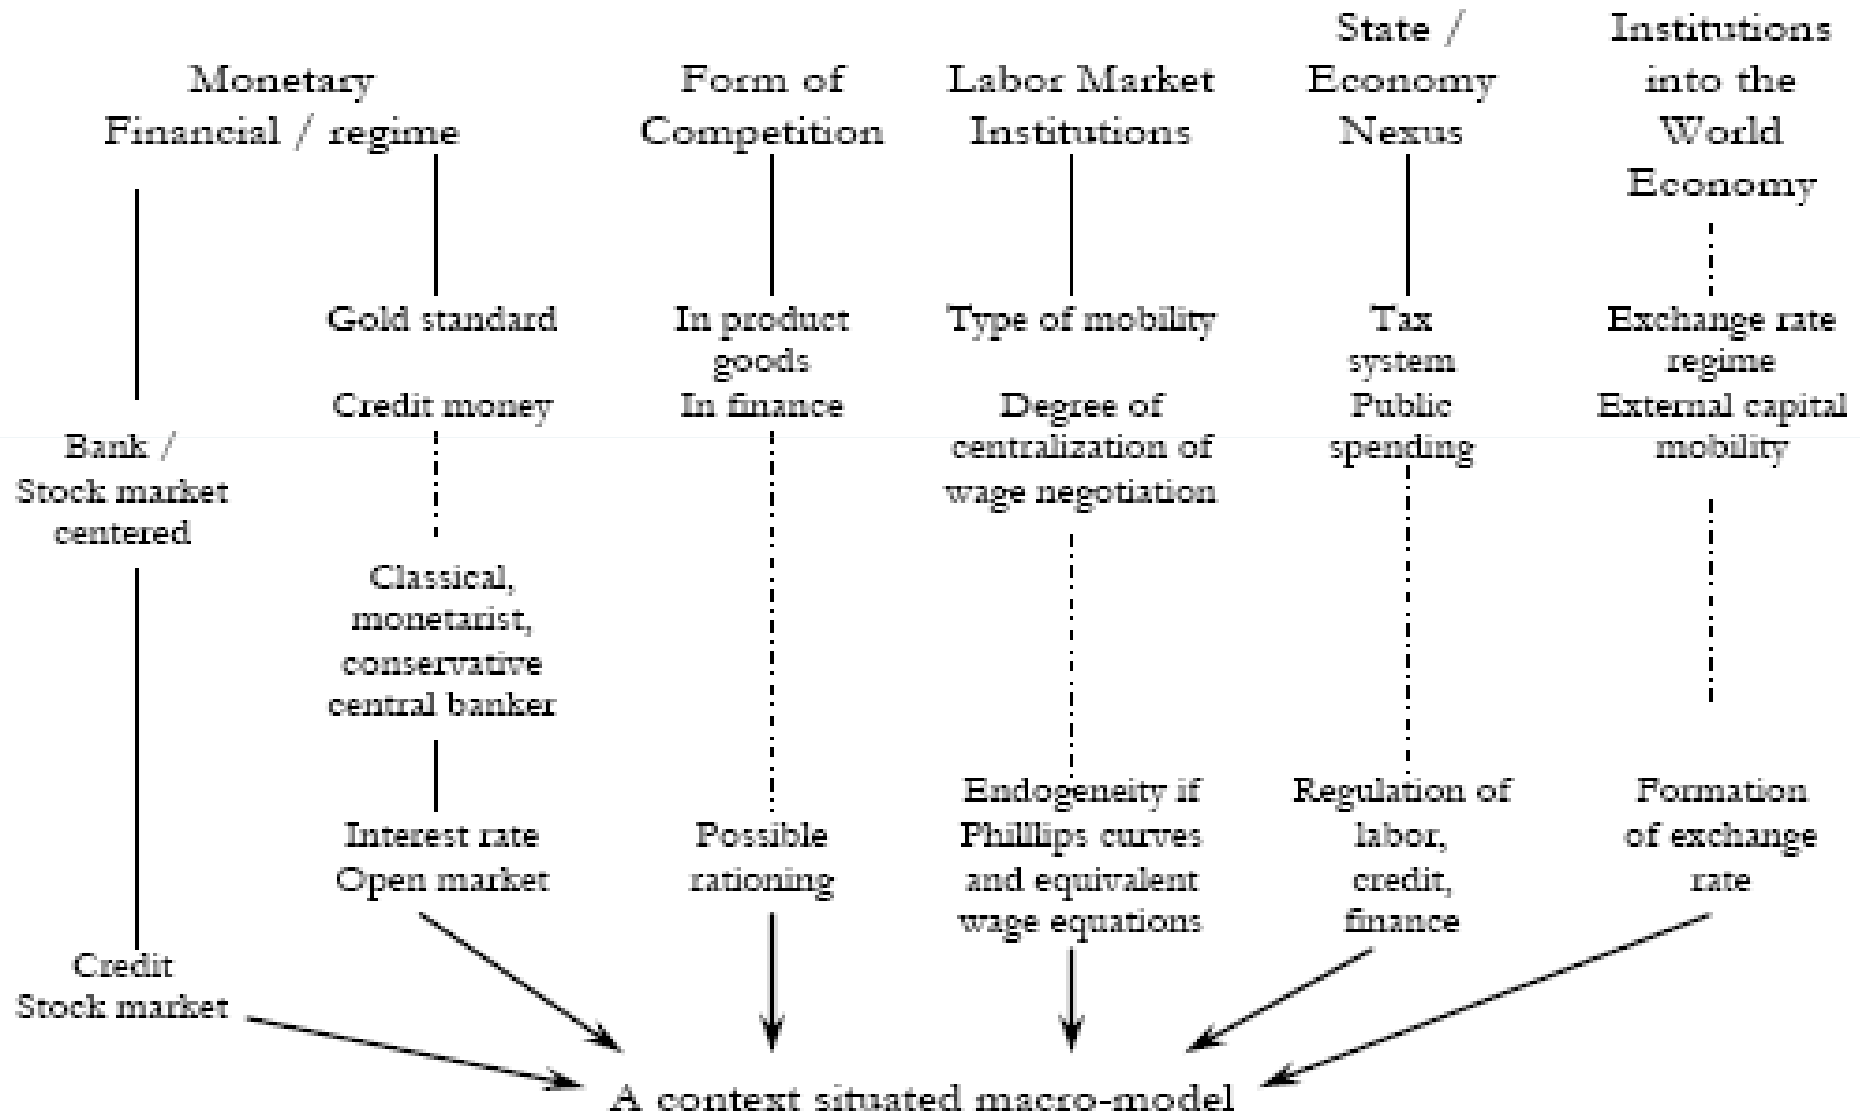 Monetary
Financial / regime
Form of
Competition
Labor Market
Institutions
State /
Economy
Nexus
Institutions
into the
World
Economy
Bank /
Stock market
centered
Gold standard
Credit money
In product
goods
In finance
Type of mobility
Degree of
centralization of
wage negotiation
Tax
system
Public
spending
Exchange rate
regime
External capital
mobility
Classical,
monetarist,
conservative
central banker
Credit
Stock market
Interest rate
Open market
Possible
rationing
Endogeneity if
Philllips curves
and equivalent
wage equations
Regulation of
labor,
credit,
finance
Formation
of exchange
rate
A context situated macro-model